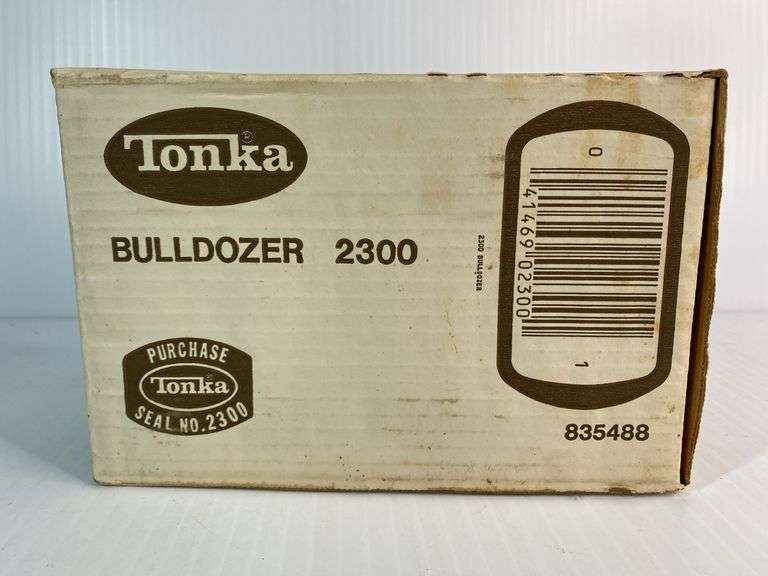 Tonka®
BULLDOZER 2300
PURCHASE
Tonka®
SEAL NO. 2300
2300 BULLDOZER
0 41469 02300 1
835488